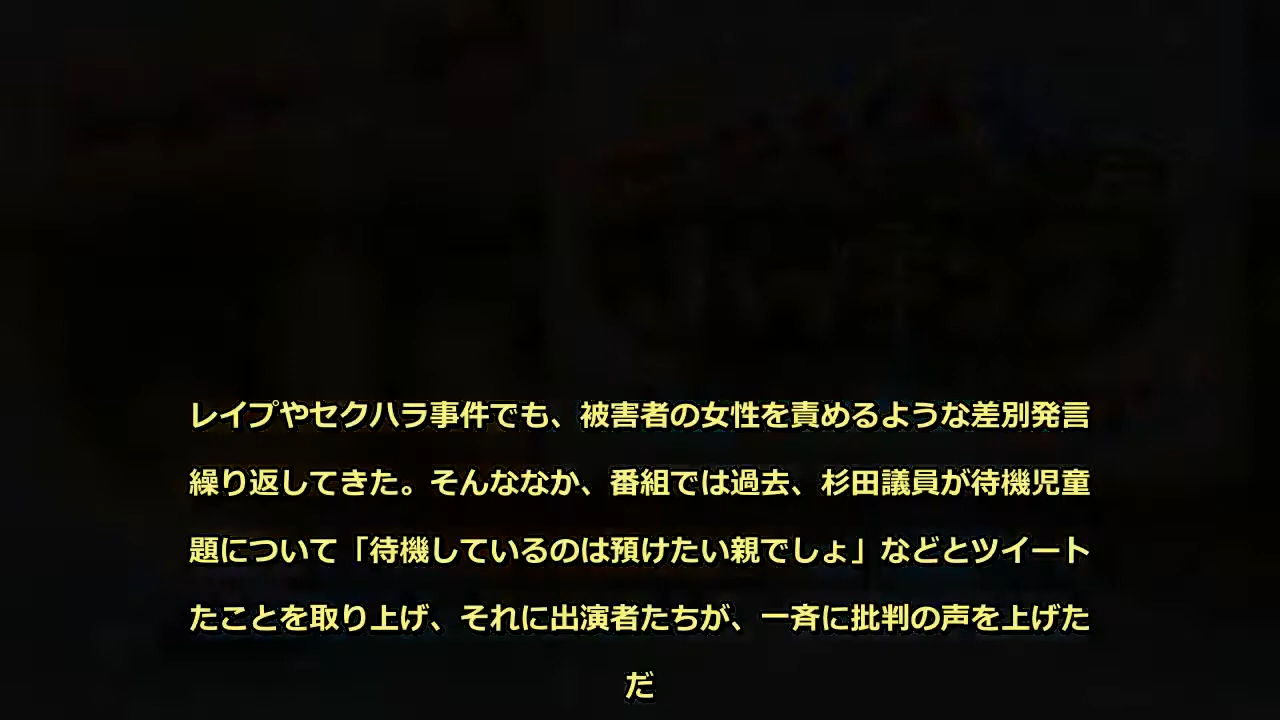 レイプやセクハラ事件でも、被害者の女性を責めるような差別発言
繰り返してきた。そんななか、番組では過去、杉田議員が待機児童
題について「待機しているのは預けたい親でしょ」などとツイート
たことを取り上げ、それに出演者たちが、一斉に批判の声を上げた
だ